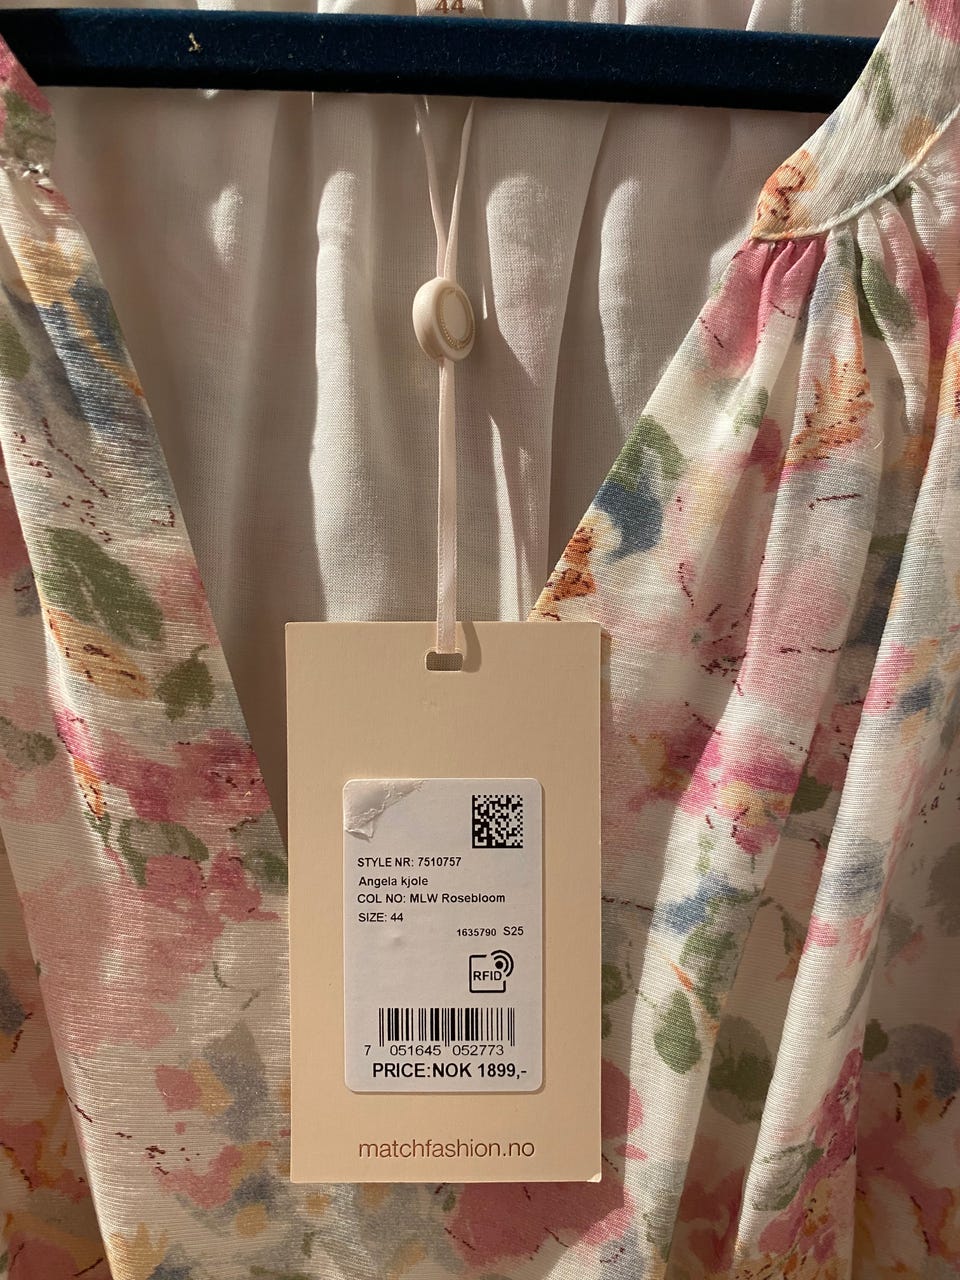 44
STYLE NR: 7510757
Angela kjole
COL NO: MLW Rosebloom
SIZE: 44
1635790 S25
RFID
7 051645 052773
PRICE:NOK 1899,-
matchfashion.no